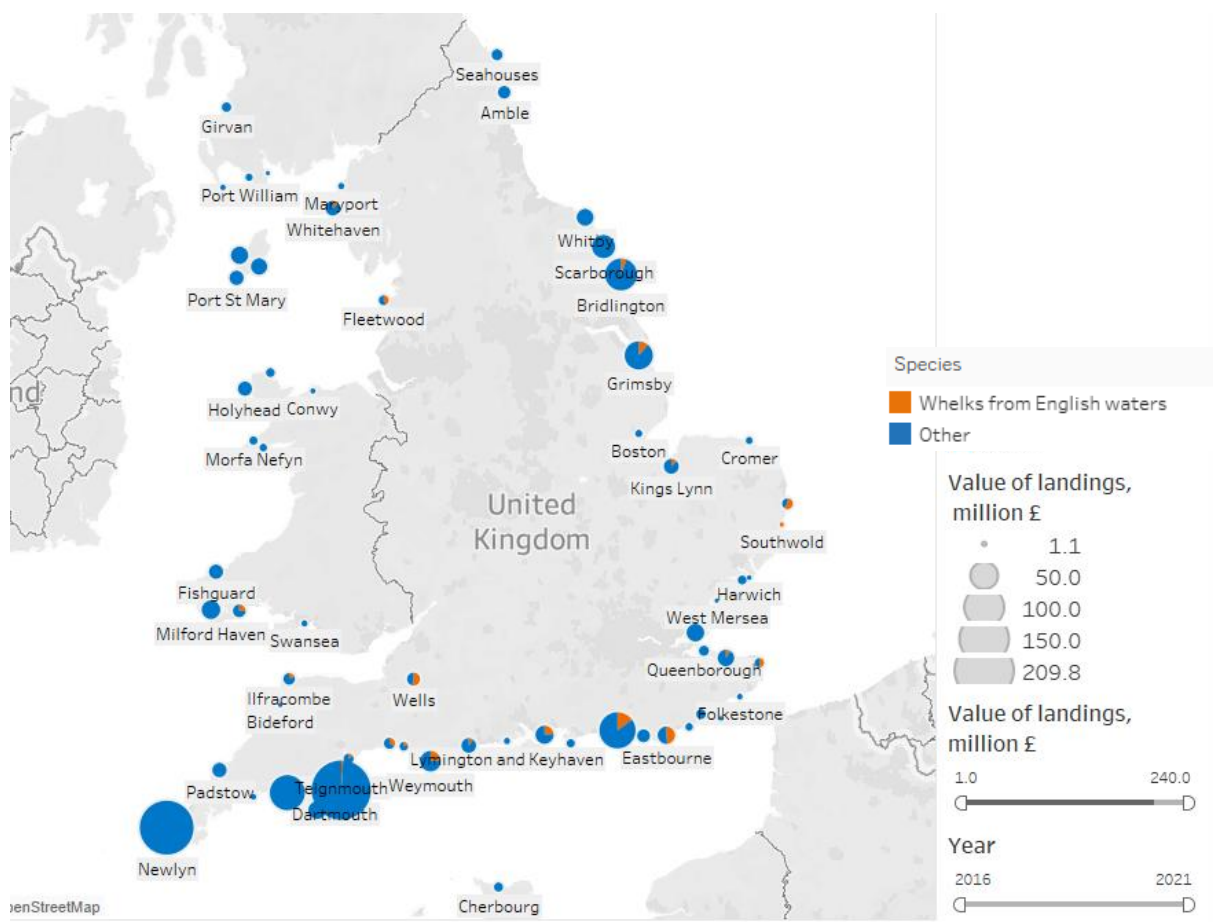 Seahouses
Amble
Girvan
Port William
Maryport
Whitehaven
Whitby
Scarborough
Bridlington
Port St Mary
Fleetwood
Grimsby
nd
Holyhead
Conwy
Morfa Nefyn
Boston
Cromer
Kings Lynn
United
Kingdom
Southwold
Fishguard
Harwich
West Mersea
Milford Haven
Swansea
Queenborough
Ilfracombe
Wells
Bideford
Folkestone
Lymington and Keyhaven
Eastbourne
Padstow
Teignmouth
Weymouth
Dartmouth
Newlyn
Cherbourg
penStreetMap
Species
Whelks from English waters
Other
Value of landings,
million £
1.1
50.0
100.0
150.0
209.8
Value of landings,
million £
1.0 240.0
Year
2016 2021